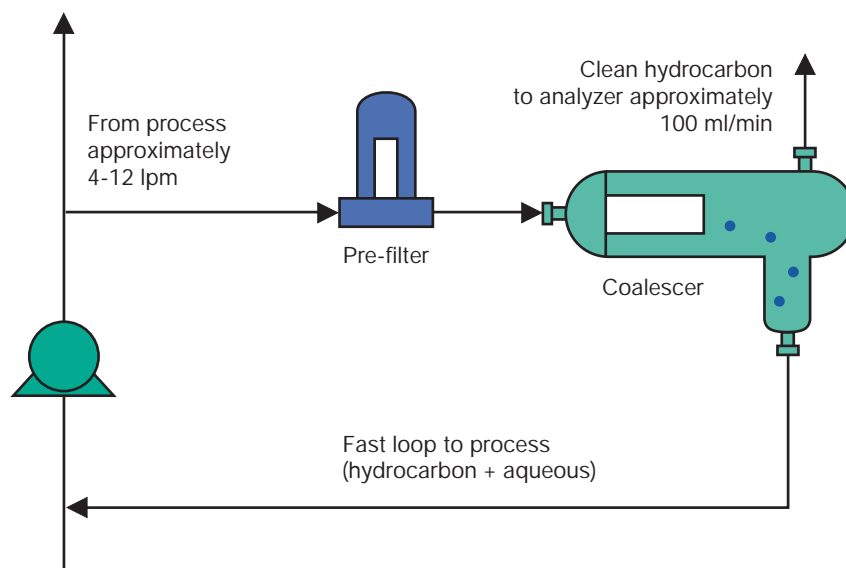 From process
approximately
4-12 lpm
Pre-filter
Clean hydrocarbon
to analyzer approximately
100 ml/min
Coalescer
Fast loop to process
(hydrocarbon + aqueous)